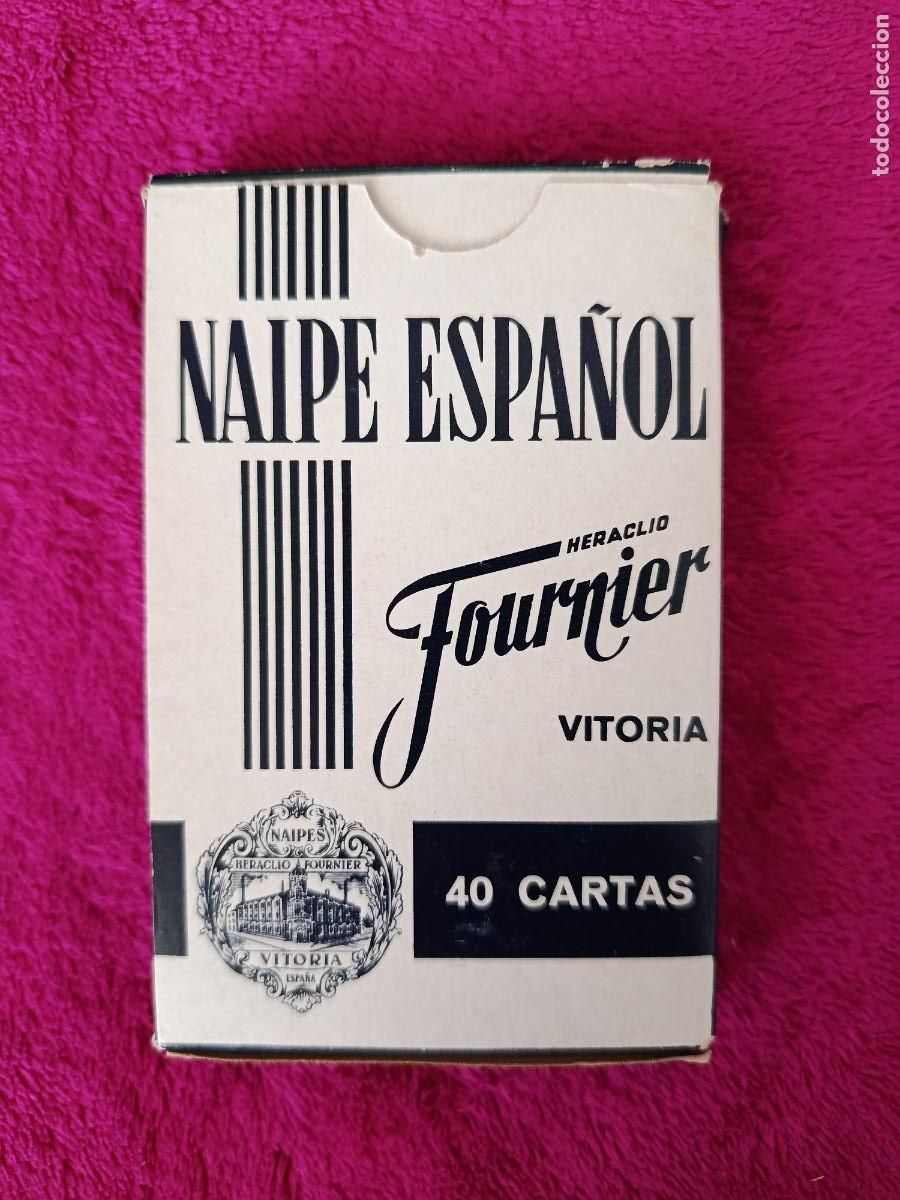 todocoleccion
NAIPE ESPAÑOL
HERACLIO
Fournier
VITORIA
NAIPES
HERACLIO FOURNIER
VITORIA
ESPAÑA
40 CARTAS